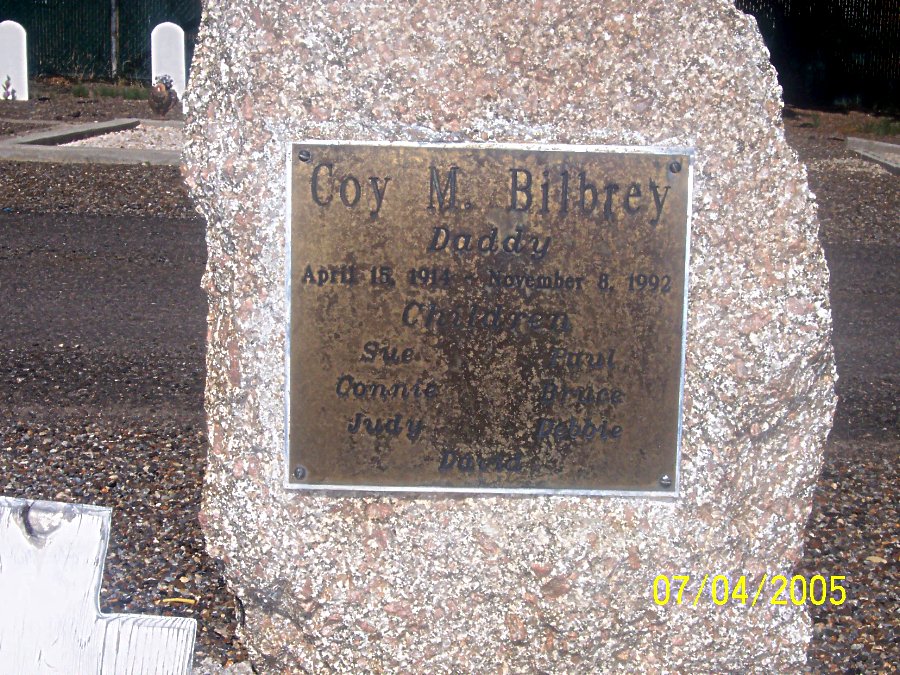 Coy M. Bilbrey
Daddy
April 15, 1914 - November 8, 1992
Children
Sue Paul
Connie Bruce
Judy Debbie
David
07/04/2005